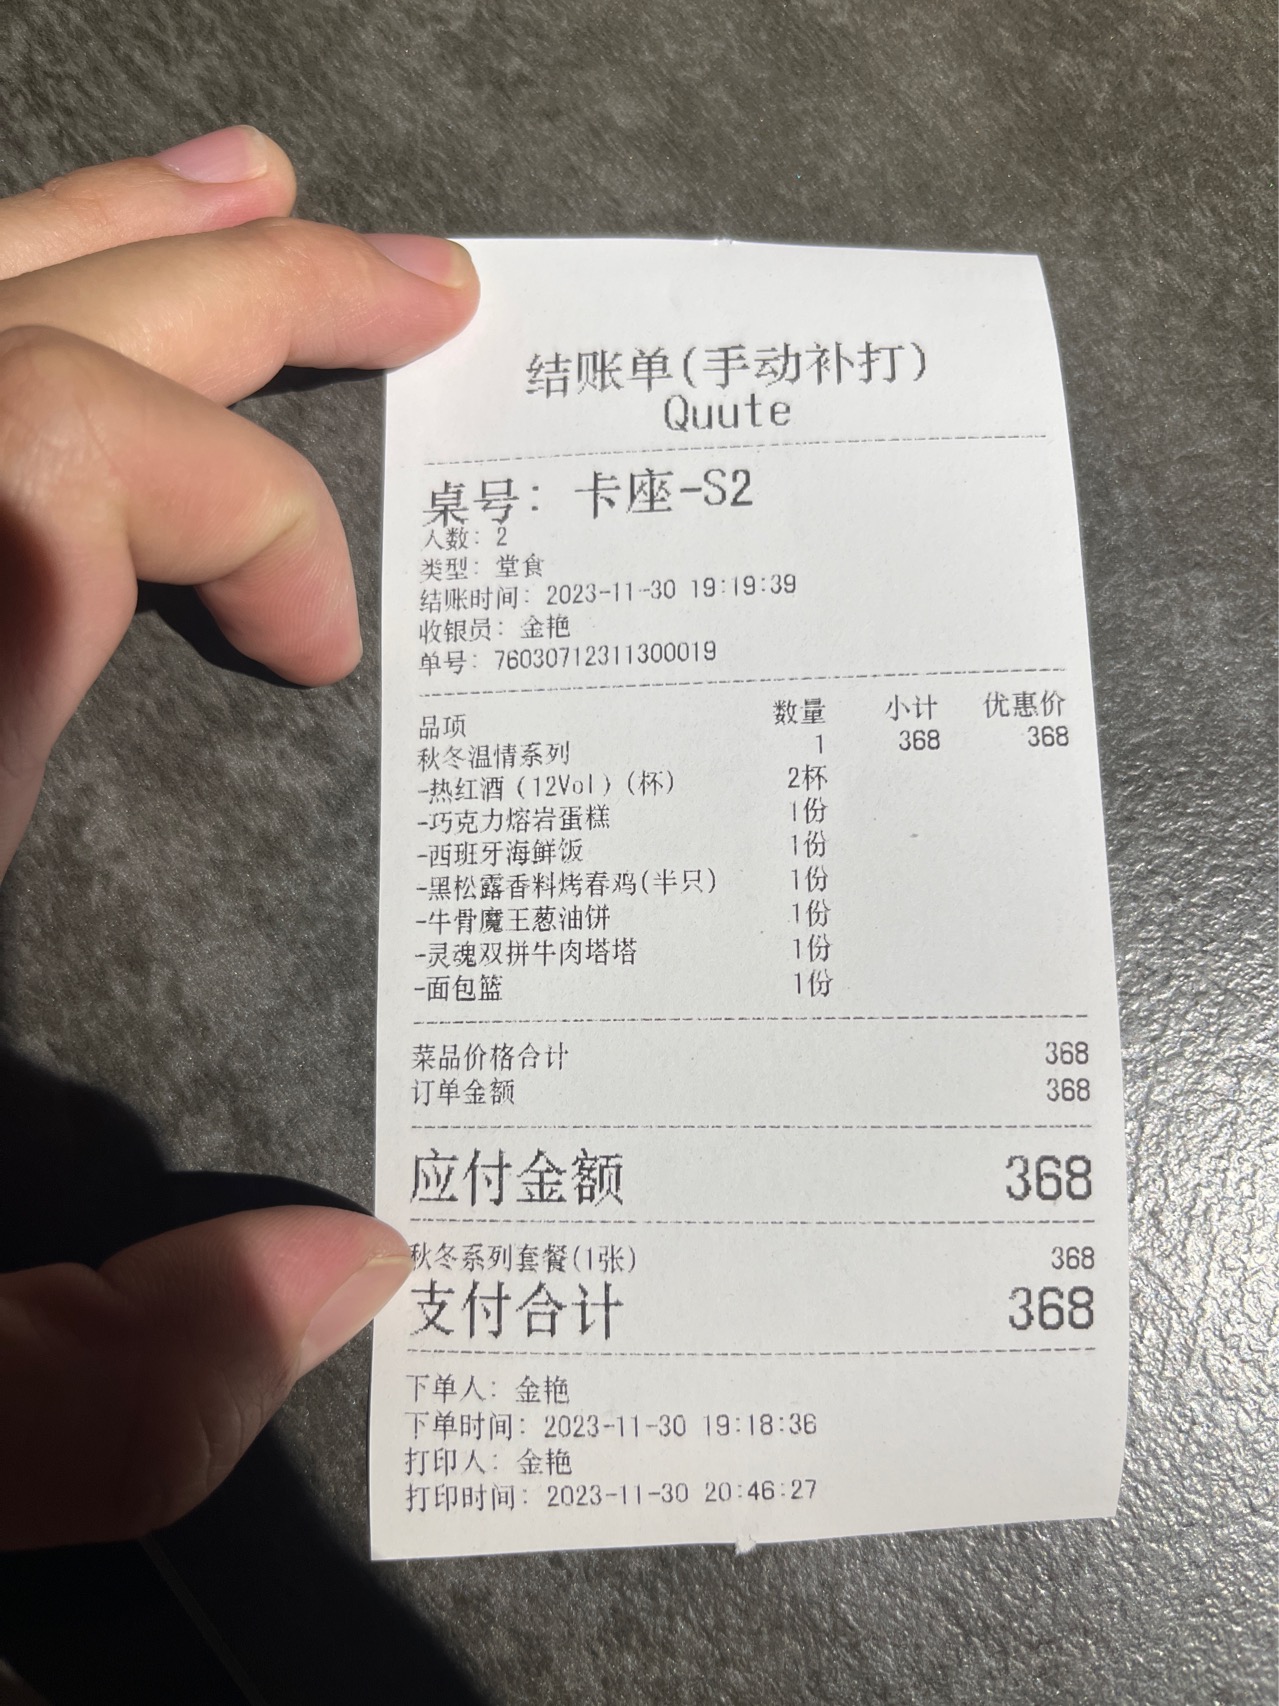 结账单(手动补打)
Quute
桌号: 卡座-S2
人数: 2
类型: 堂食
结账时间: 2023-11-30 19:19:39
收银员: 金艳
单号: 76030712311300019
品项 数量 小计 优惠价
秋冬温情系列 1 368 368
-热红酒(12Vol)(杯) 2杯
-巧克力熔岩蛋糕 1份
-西班牙海鲜饭 1份
-黑松露香料烤春鸡(半只) 1份
-牛骨魔王葱油饼 1份
-灵魂双拼牛肉塔塔 1份
-面包篮 1份
菜品价格合计 368
订单金额 368
应付金额 368
秋冬系列套餐(1张) 368
支付合计 368
下单人: 金艳
下单时间: 2023-11-30 19:18:36
打印人: 金艳
打印时间: 2023-11-30 20:46:27